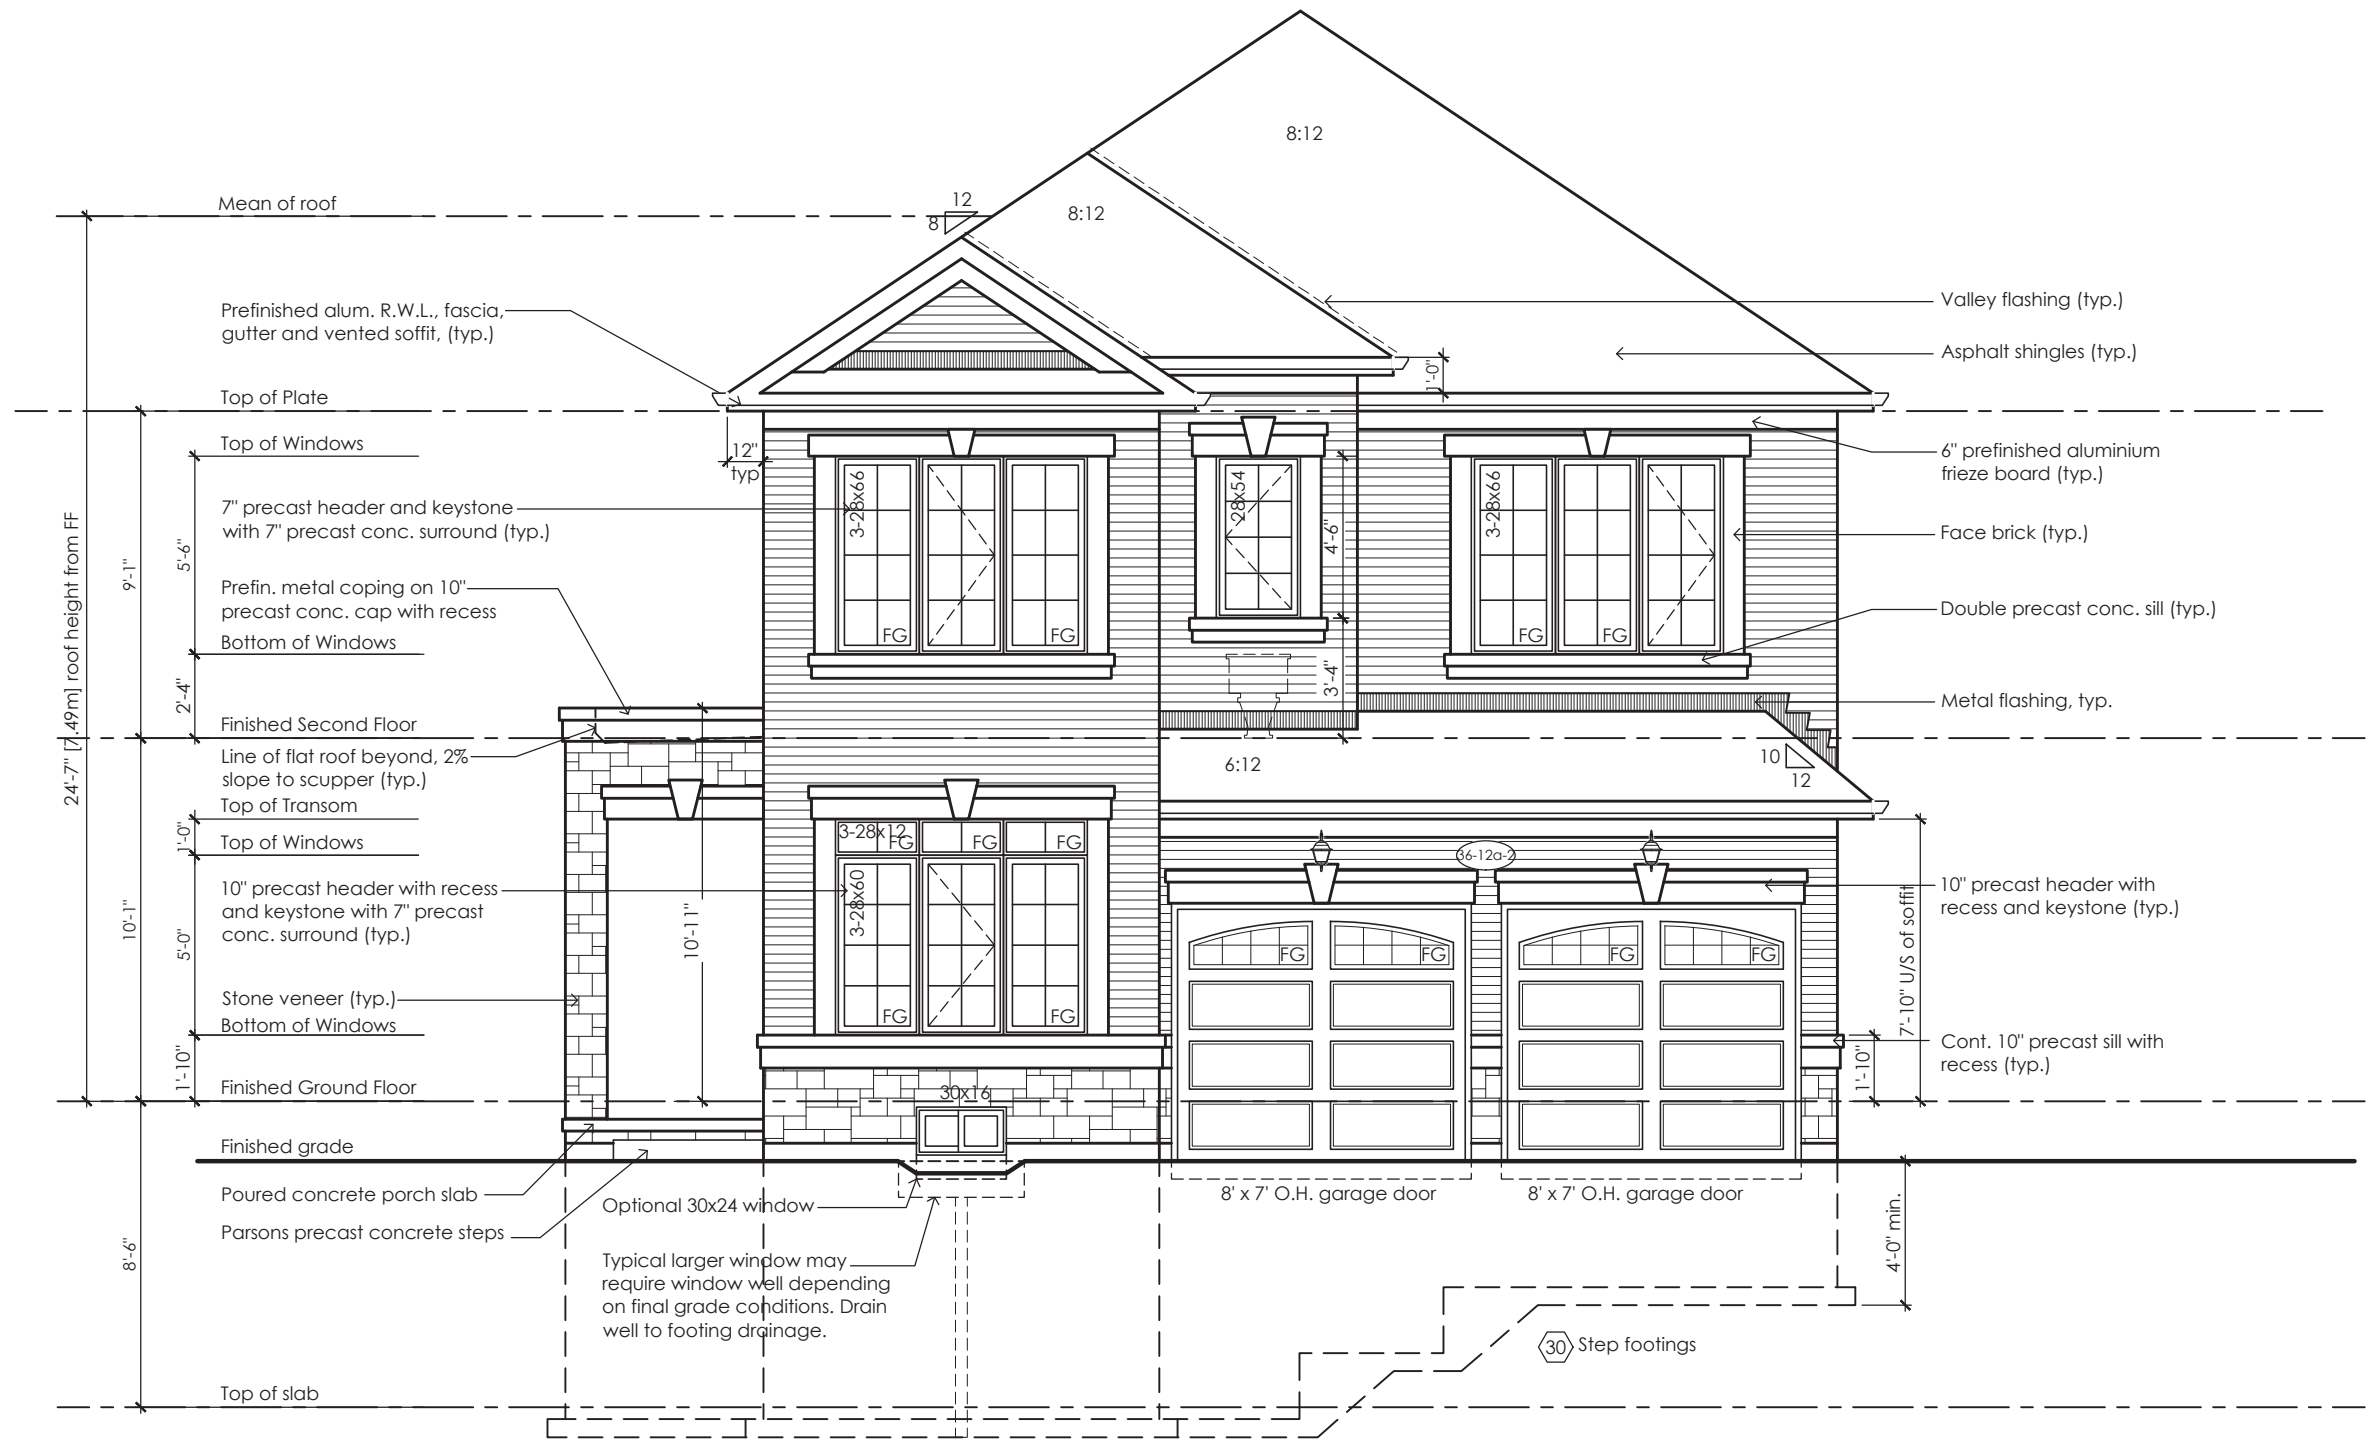 8:12
8:12
12
8
Mean of roof
Prefinished alum. R.W.L., fascia,
gutter and vented soffit, (typ.)
Valley flashing (typ.)
Asphalt shingles (typ.)
1'-0"
Top of Plate
Top of Windows
12"
typ
6" prefinished aluminium
frieze board (typ.)
7" precast header and keystone
with 7" precast conc. surround (typ.)
3-28x66
28x54
3-28x66
4'-6"
Face brick (typ.)
24'-7" [7.49m] roof height from FF
9'-1"
5'-6"
Prefin. metal coping on 10"
precast conc. cap with recess
Double precast conc. sill (typ.)
Bottom of Windows
FG
FG
FG
FG
2'-4"
3'-4"
Metal flashing, typ.
Finished Second Floor
Line of flat roof beyond, 2%
slope to scupper (typ.)
6:12
10
12
Top of Transom
1'-0"
Top of Windows
3-28x12
FG
FG
FG
36-12a-2
10" precast header with recess
and keystone with 7" precast
conc. surround (typ.)
3-28x60
10'-11"
10'-1"
5'-0"
10" precast header with
recess and keystone (typ.)
7'-10" U/S of soffit
FG
FG
FG
FG
Stone veneer (typ.)
Bottom of Windows
FG
FG
Cont. 10" precast sill with
recess (typ.)
1'-10"
1'-10"
Finished Ground Floor
30x16
Finished grade
Poured concrete porch slab
Parsons precast concrete steps
Optional 30x24 window
8' x 7' O.H. garage door
8' x 7' O.H. garage door
4'-0" min.
8'-6"
Typical larger window may
require window well depending
on final grade conditions. Drain
well to footing drainage.
30
Step footings
Top of slab